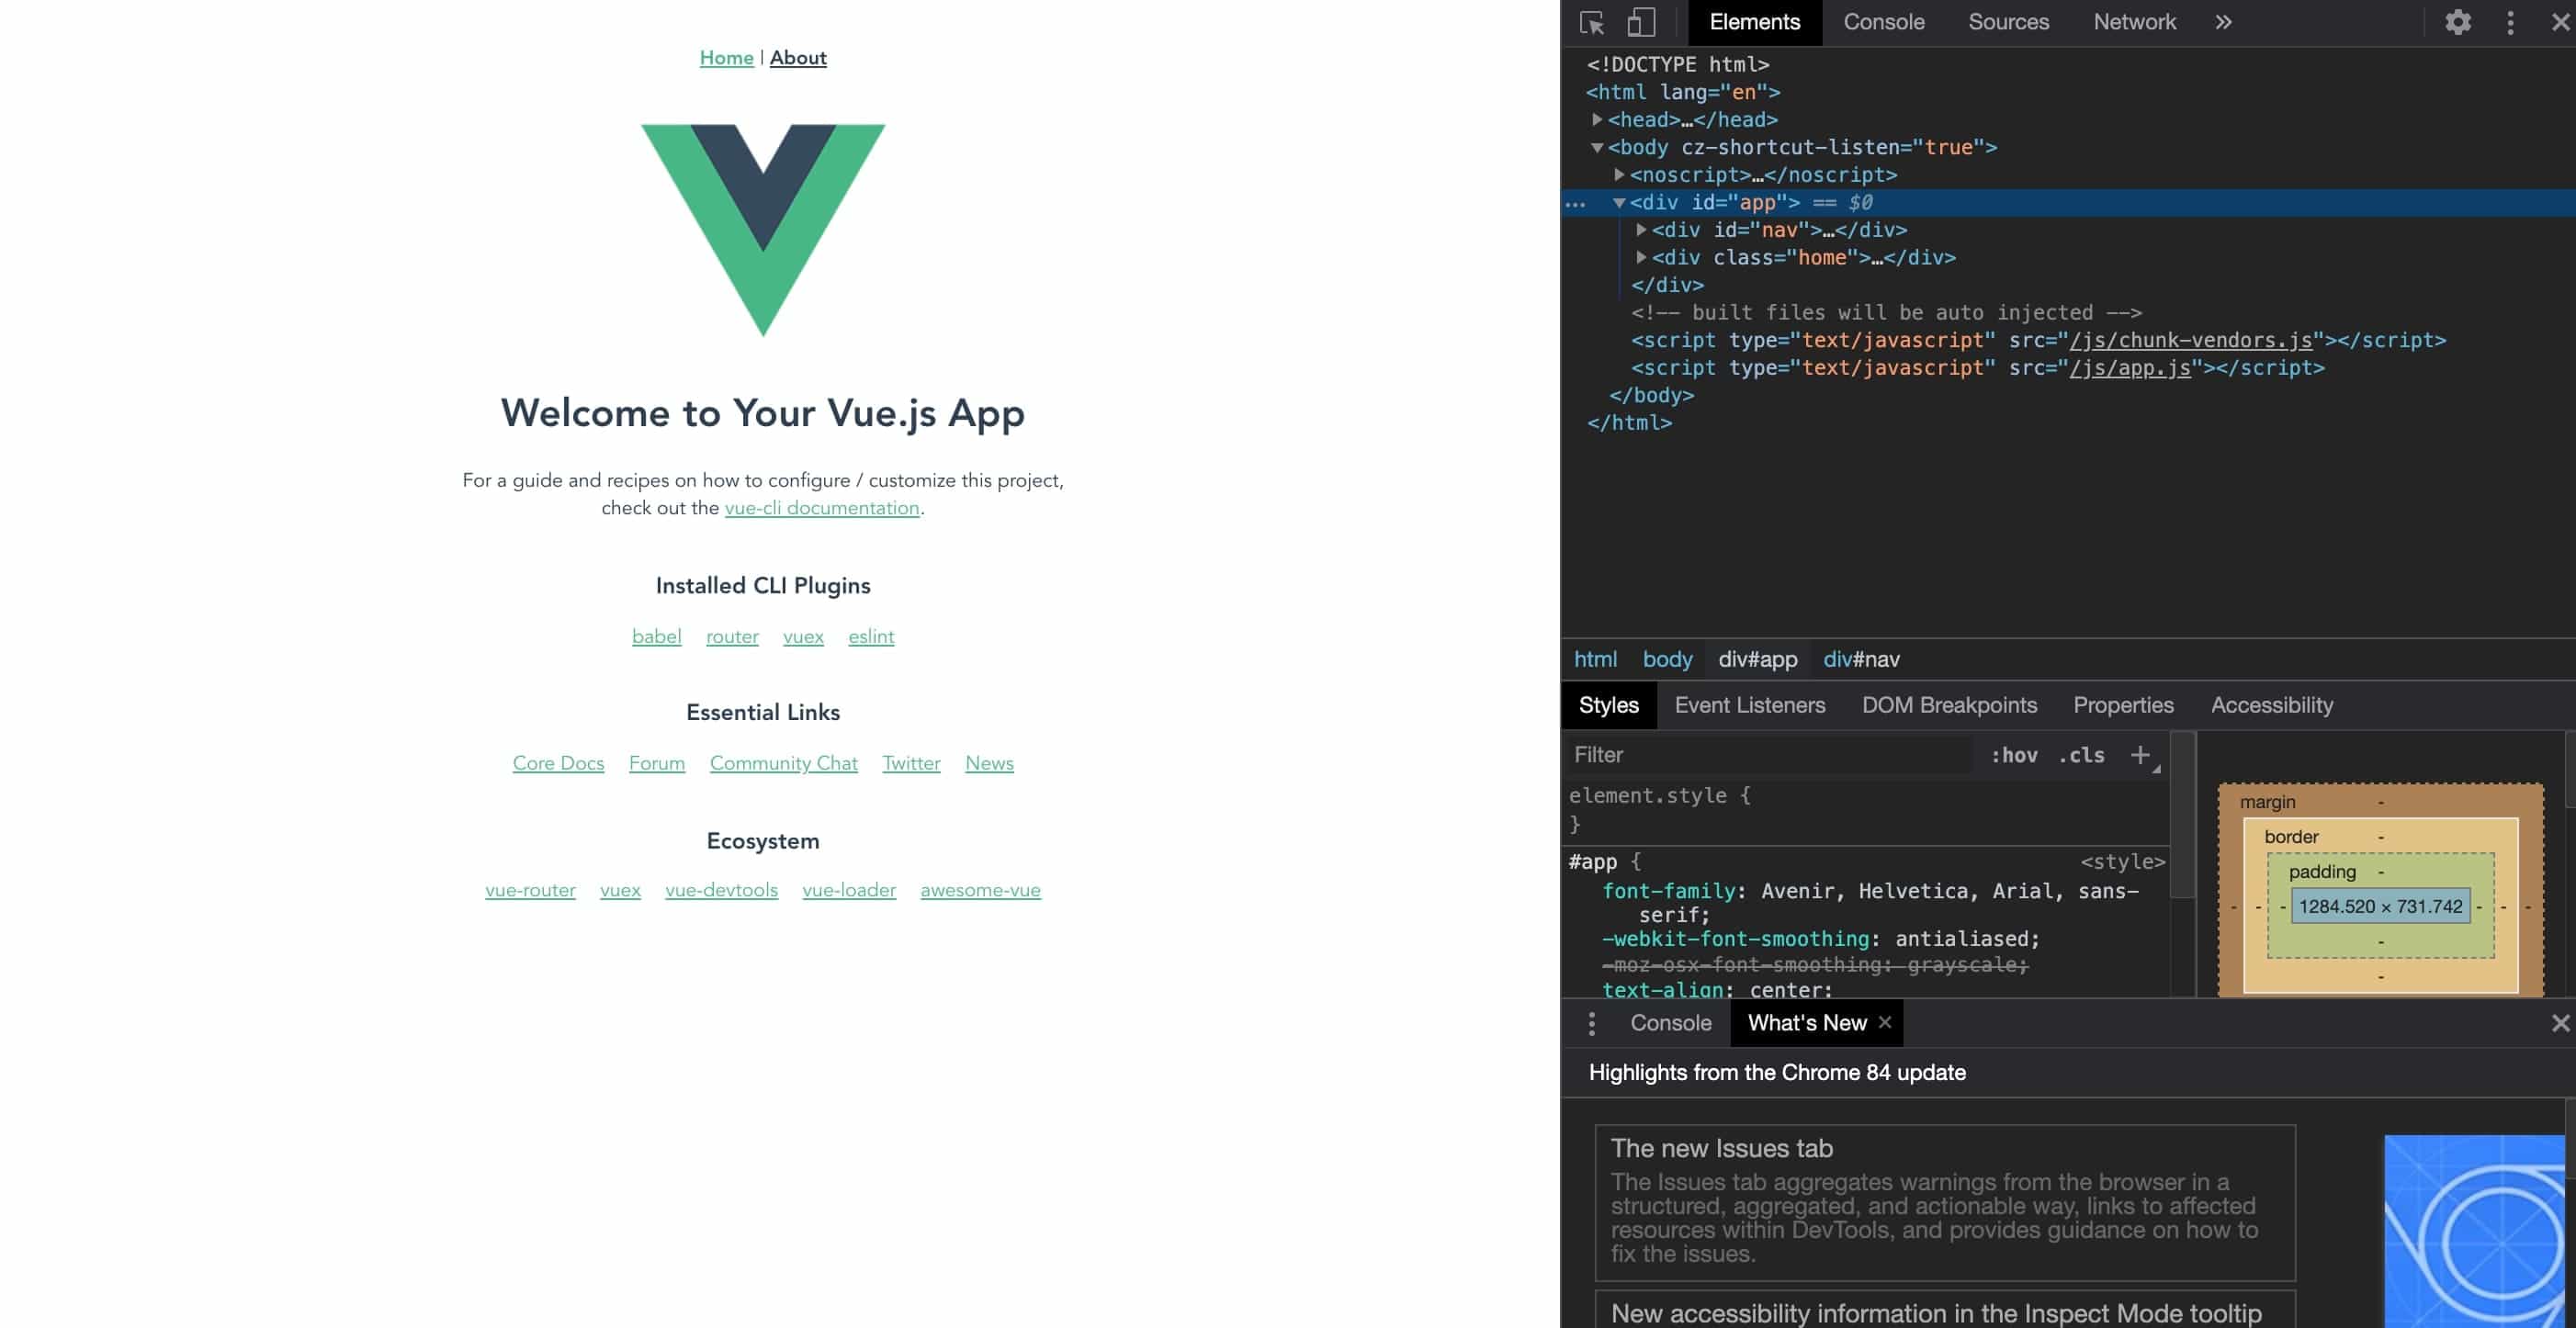 Home | About
Welcome to Your Vue.js App
For a guide and recipes on how to configure / customize this project,
check out the vue-cli documentation.
Installed CLI Plugins
babel router vuex eslint
Essential Links
Core Docs Forum Community Chat Twitter News
Ecosystem
vue-router vuex vue-devtools vue-loader awesome-vue
Elements Console Sources Network »
<!DOCTYPE html>
<html lang="en">
<head>…</head>
<body cz-shortcut-listen="true">
<noscript>…</noscript>
… <div id="app"> == $0
<div id="nav">…</div>
<div class="home">…</div>
</div>
<!-- built files will be auto injected -->
<script type="text/javascript" src="/js/chunk-vendors.js"></script>
<script type="text/javascript" src="/js/app.js"></script>
</body>
</html>
html body div#app div#nav
Styles Event Listeners DOM Breakpoints Properties Accessibility
Filter :hov .cls +
element.style {
}
#app { <style>
font-family: Avenir, Helvetica, Arial, sans-
serif;
-webkit-font-smoothing: antialiased;
-moz-osx-font-smoothing: grayscale;
text-align: center;
margin -
border -
padding -
- - - 1284.520 × 731.742 - - -
-
-
Console What's New ×
Highlights from the Chrome 84 update
The new Issues tab
The Issues tab aggregates warnings from the browser in a
structured, aggregated, and actionable way, links to affected
resources within DevTools, and provides guidance on how to
fix the issues.
New accessibility information in the Inspect Mode tooltip